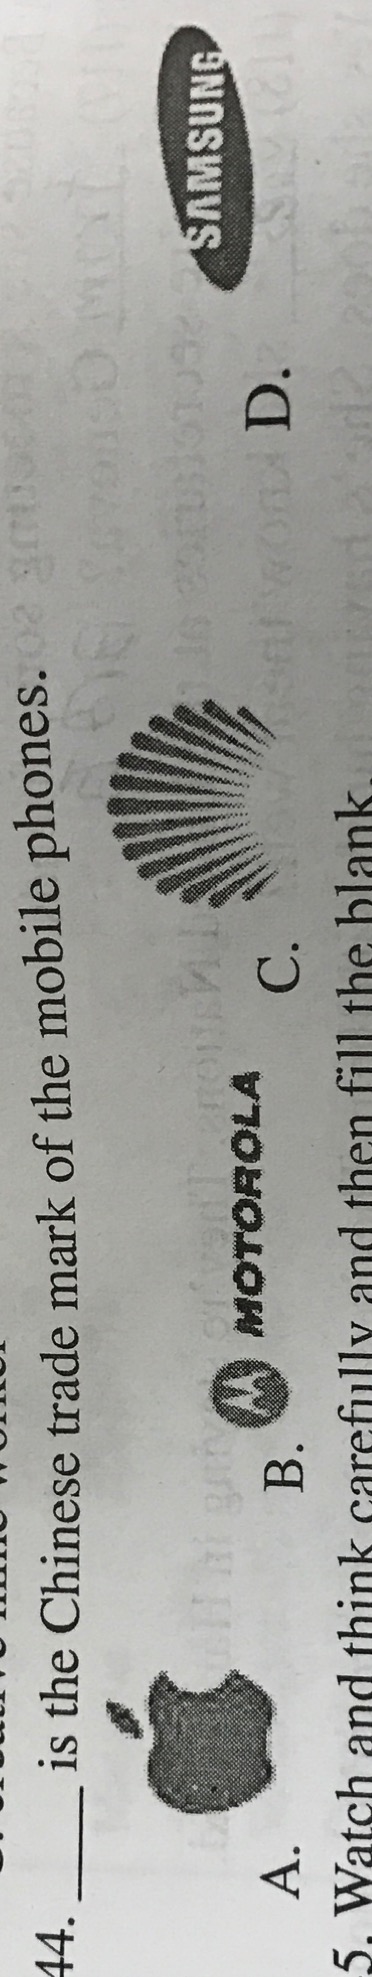 44. ____ is the Chinese trade mark of the mobile phones.
A.
B. MOTOROLA
C.
D. SAMSUNG
5. Watch and think carefully and then fill the blank.